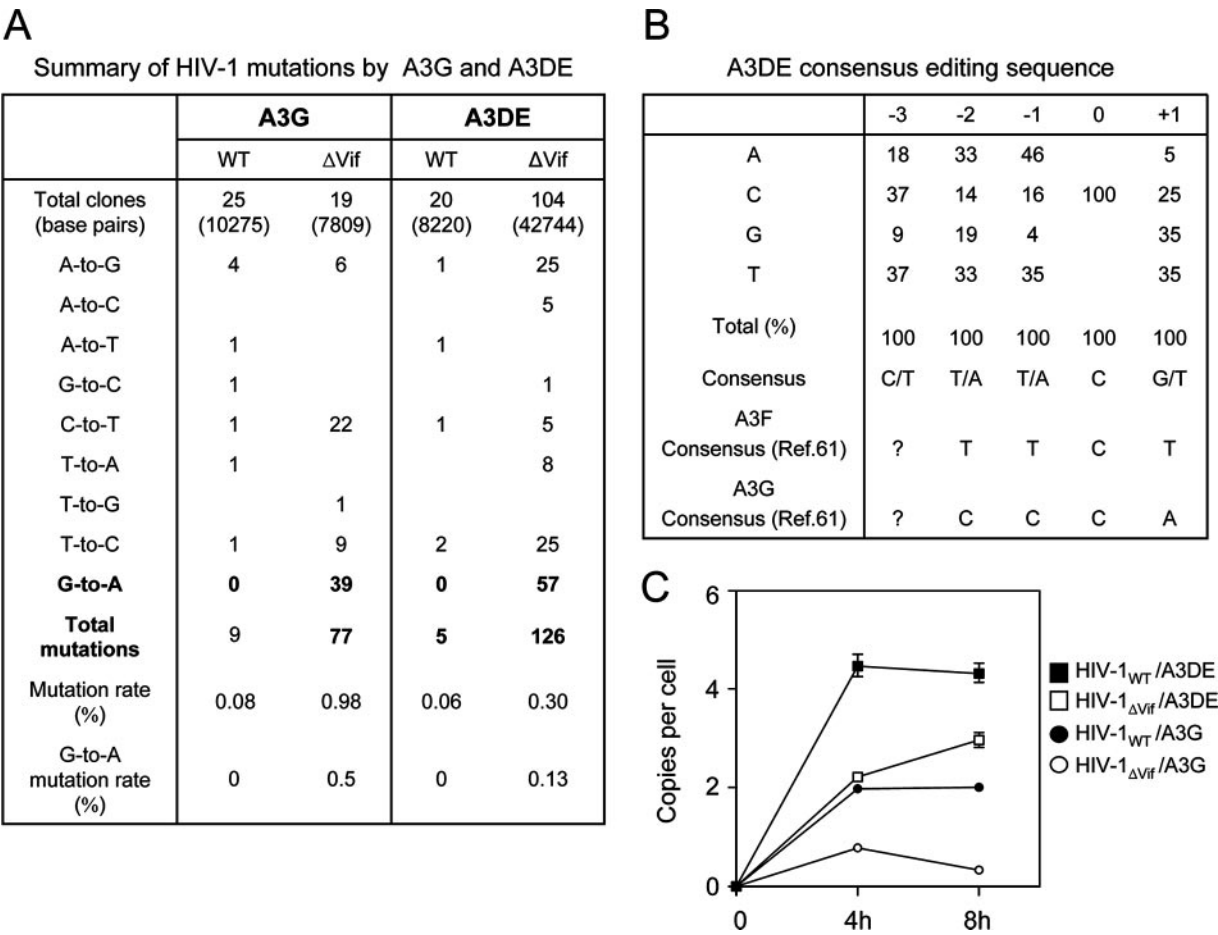 A
Summary of HIV-1 mutations by A3G and A3DE
A3G A3DE
WT ΔVif WT ΔVif
Total clones 25 19 20 104
(base pairs) (10275) (7809) (8220) (42744)
A-to-G 4 6 1 25
A-to-C 5
A-to-T 1 1
G-to-C 1 1
C-to-T 1 22 1 5
T-to-A 1 8
T-to-G 1
T-to-C 1 9 2 25
G-to-A 0 39 0 57
Total
mutations 9 77 5 126
Mutation rate
(%) 0.08 0.98 0.06 0.30
G-to-A
mutation rate 0 0.5 0 0.13
(%)
B
A3DE consensus editing sequence
-3 -2 -1 0 +1
A 18 33 46 5
C 37 14 16 100 25
G 9 19 4 35
T 37 33 35 35
Total (%) 100 100 100 100 100
Consensus C/T T/A T/A C G/T
A3F
Consensus (Ref.61) ? T T C T
A3G
Consensus (Ref.61) ? C C C A
C
Copies per cell
6
4
2
0
0 4h 8h
HIV-1WT/A3DE
HIV-1ΔVif/A3DE
HIV-1WT/A3G
HIV-1ΔVif/A3G